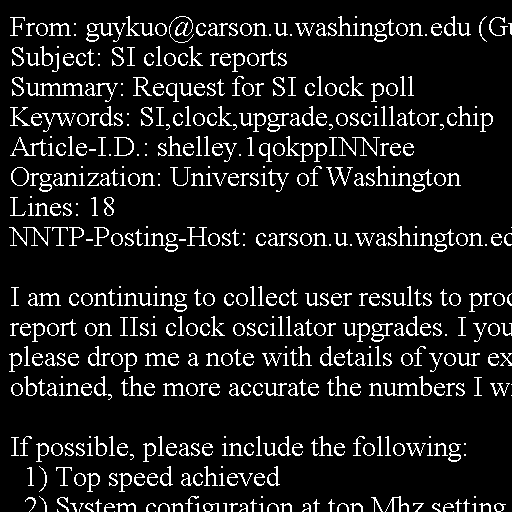 From: guykuo@carson.u.washington.edu (Gu
Subject: SI clock reports
Summary: Request for SI clock poll
Keywords: SI,clock,upgrade,oscillator,chip
Article-I.D.: shelley.1qokppINNree
Organization: University of Washington
Lines: 18
NNTP-Posting-Host: carson.u.washington.ed
I am continuing to collect user results to prod
report on IIsi clock oscillator upgrades. I you
please drop me a note with details of your ex
obtained, the more accurate the numbers I w
If possible, please include the following:
1) Top speed achieved
2) System configuration at top Mhz setting